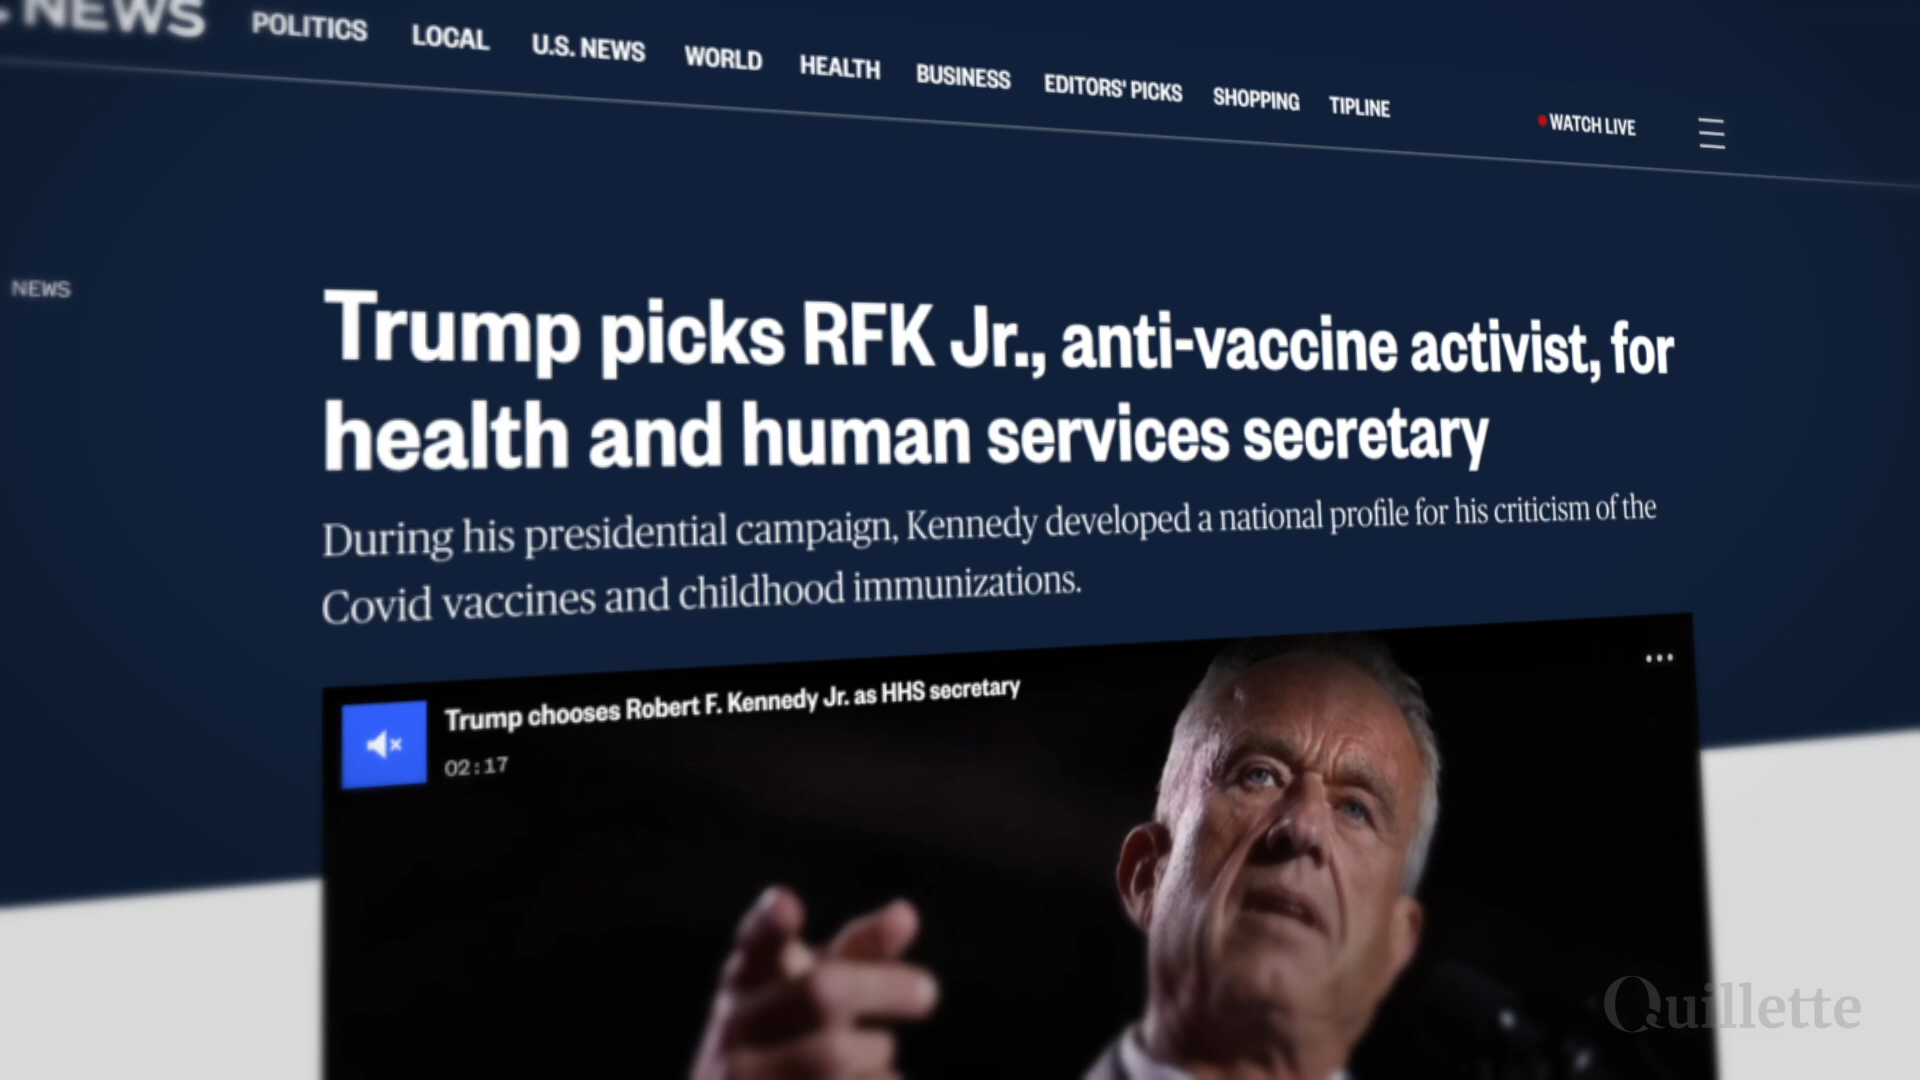 NEWS
POLITICS
LOCAL
U.S. NEWS
WORLD
HEALTH
BUSINESS
EDITORS' PICKS
SHOPPING
TIPLINE
WATCH LIVE
NEWS
Trump picks RFK Jr., anti-vaccine activist, for
health and human services secretary
During his presidential campaign, Kennedy developed a national profile for his criticism of the
Covid vaccines and childhood immunizations.
Trump chooses Robert F. Kennedy Jr. as HHS secretary
02:17
Quillette